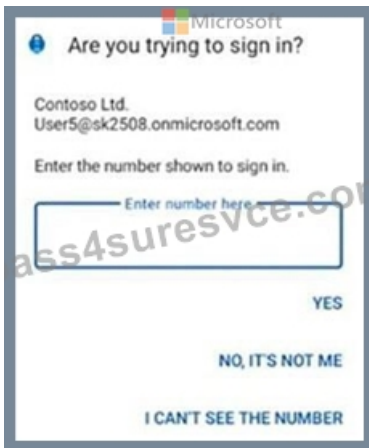 Microsoft
Are you trying to sign in?
Contoso Ltd.
User5@sk2508.onmicrosoft.com
Enter the number shown to sign in.
Enter number here
ass4suresvce.com
YES
NO, IT'S NOT ME
I CAN'T SEE THE NUMBER